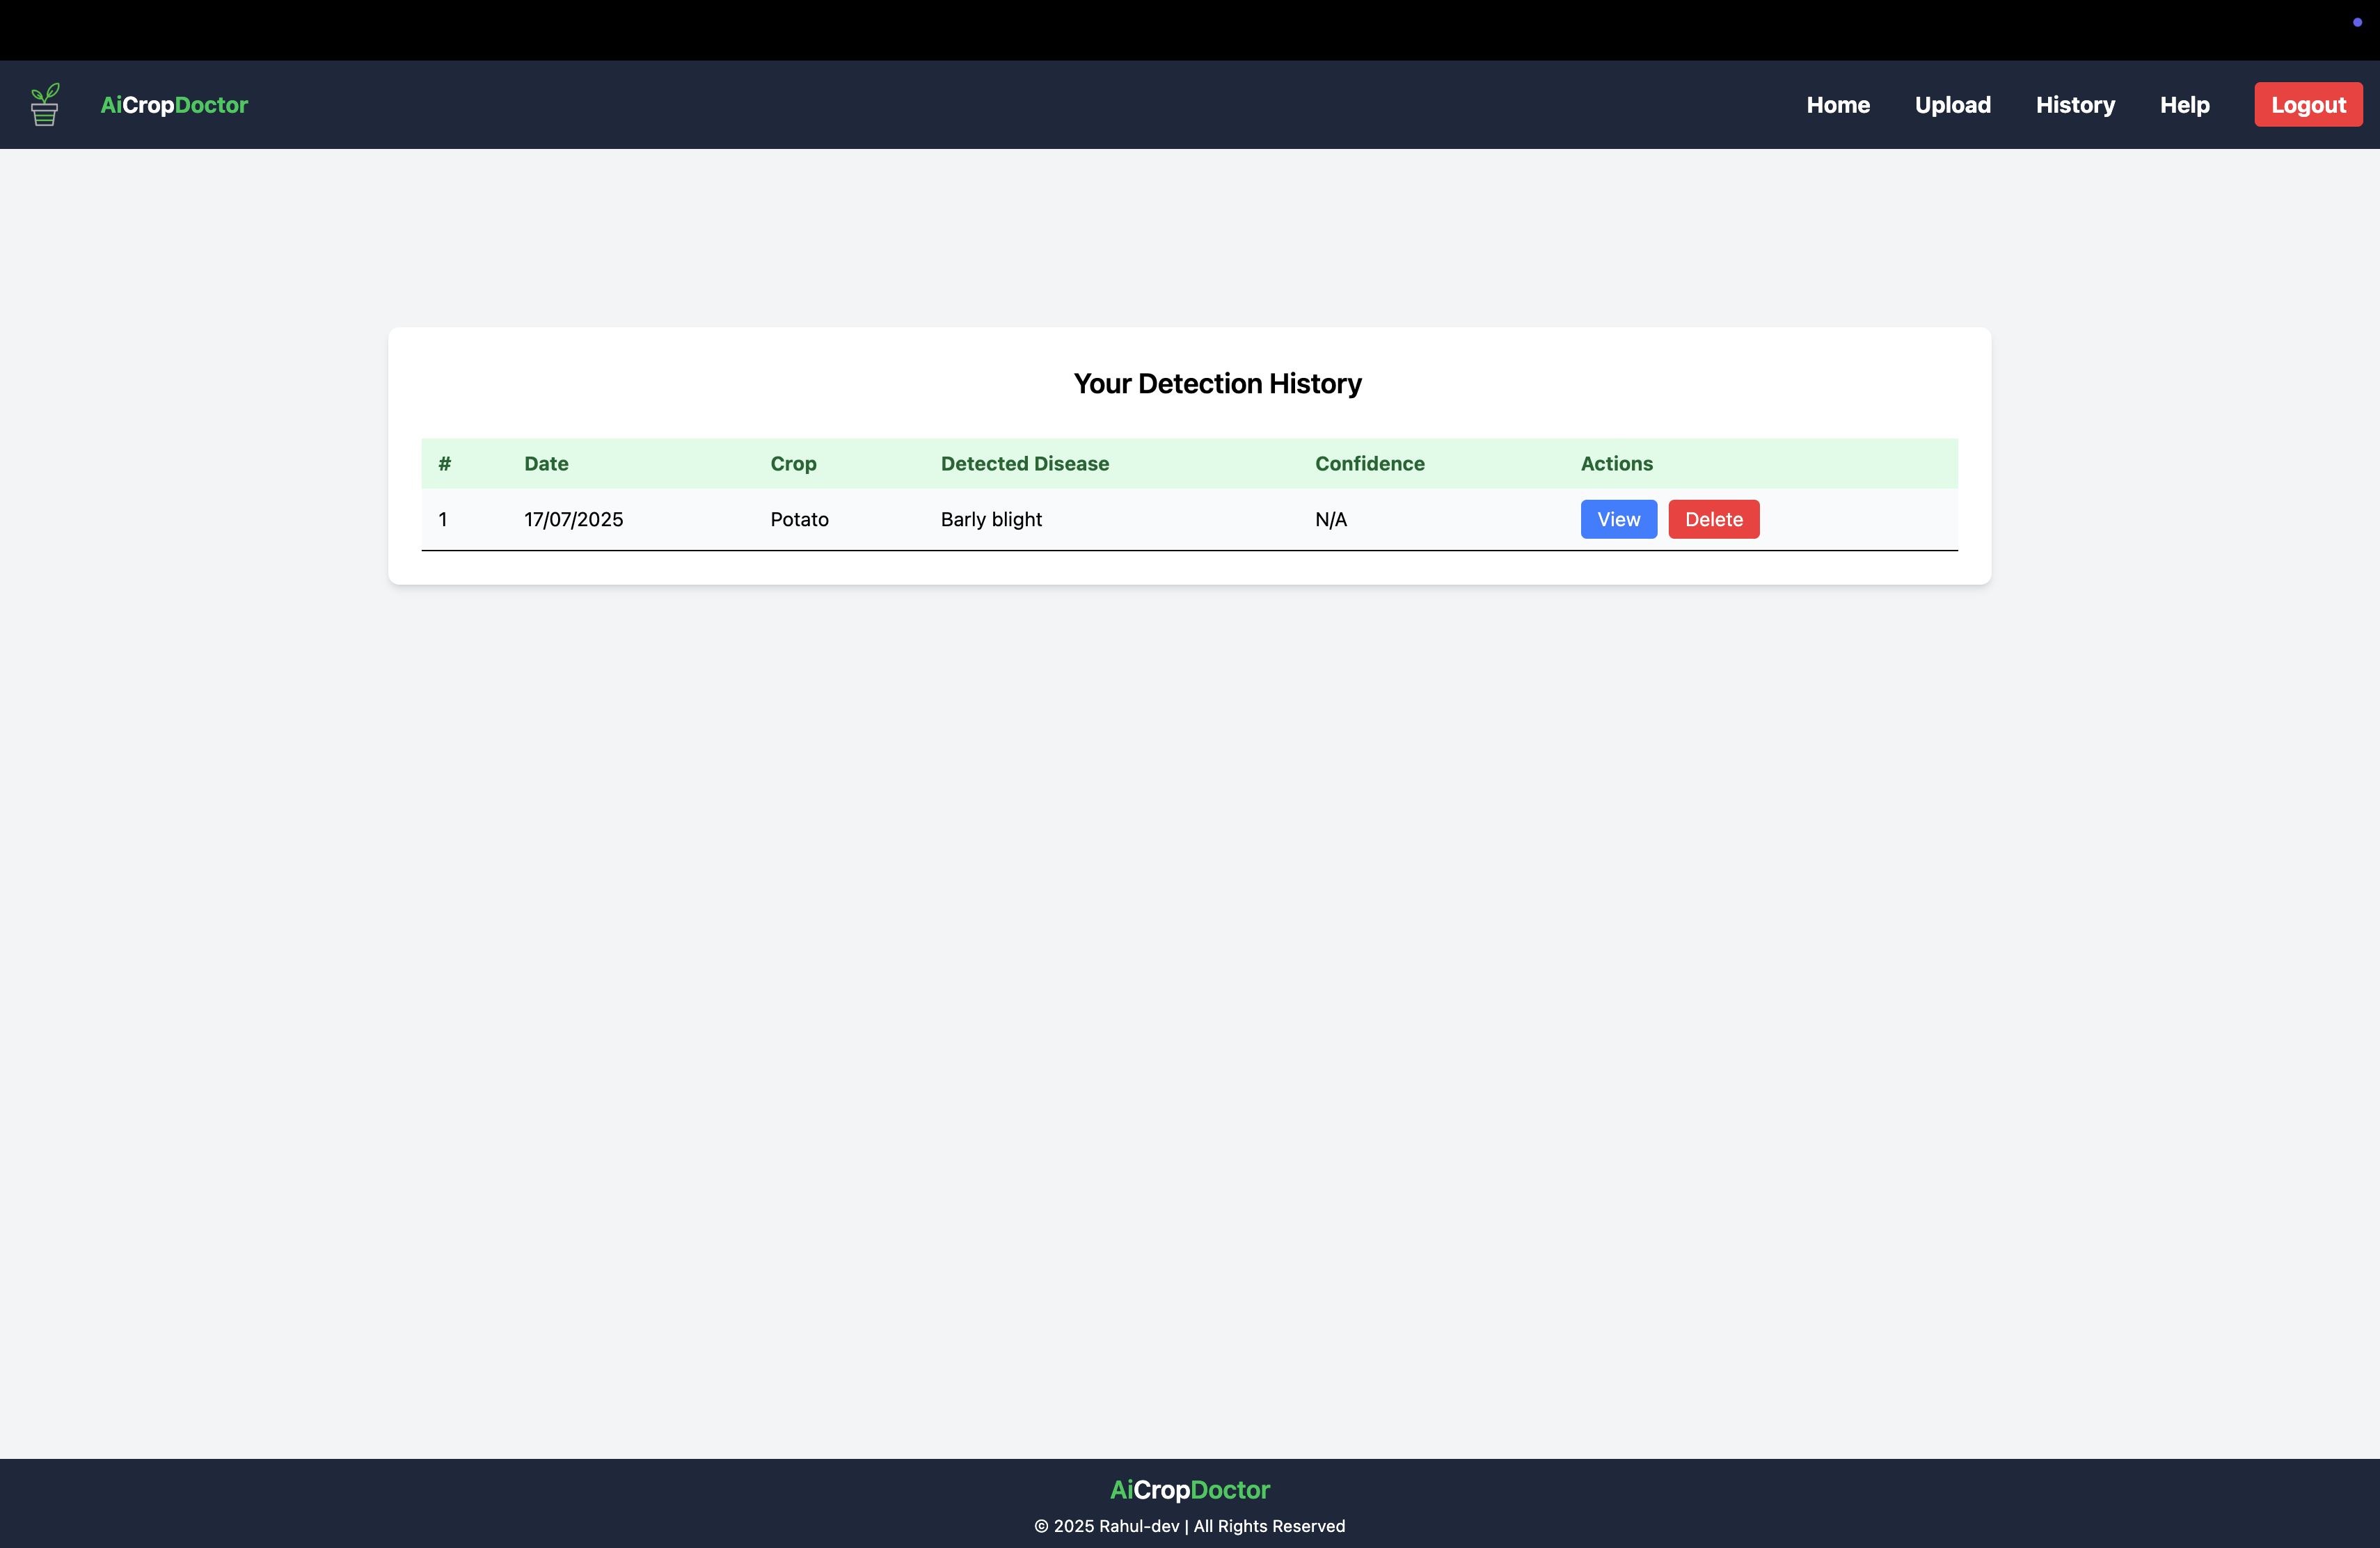 AiCropDoctor Home Upload History Help Logout
Your Detection History
# Date Crop Detected Disease Confidence Actions
1 17/07/2025 Potato Barly blight N/A View Delete
AiCropDoctor
© 2025 Rahul-dev | All Rights Reserved